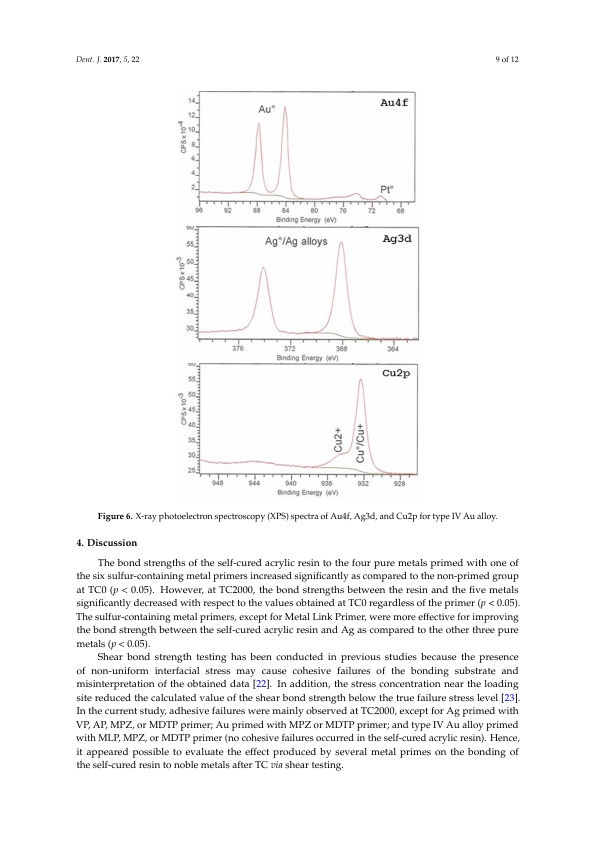 Dent. J. 2017, 5, 22
9 of 12
Au4f
Au°
Pt°
CPS x 10⁻⁴
14
12
10
8
6
4
2
96 92 88 84 80 76 72 68
Binding Energy (eV)
Ag3d
Ag°/Ag alloys
CPS x 10⁻³
60
55
50
45
40
35
30
376 372 368 364
Binding Energy (eV)
Cu2p
Cu2+
Cu°/Cu+
CPS x 10⁻³
60
55
50
45
40
35
30
25
948 944 940 936 932 928
Binding Energy (eV)
Figure 6. X-ray photoelectron spectroscopy (XPS) spectra of Au4f, Ag3d, and Cu2p for type IV Au alloy.
4. Discussion
The bond strengths of the self-cured acrylic resin to the four pure metals primed with one of
the six sulfur-containing metal primers increased significantly as compared to the non-primed group
at TC0 (p < 0.05). However, at TC2000, the bond strengths between the resin and the five metals
significantly decreased with respect to the values obtained at TC0 regardless of the primer (p < 0.05).
The sulfur-containing metal primers, except for Metal Link Primer, were more effective for improving
the bond strength between the self-cured acrylic resin and Ag as compared to the other three pure
metals (p < 0.05).
Shear bond strength testing has been conducted in previous studies because the presence
of non-uniform interfacial stress may cause cohesive failures of the bonding substrate and
misinterpretation of the obtained data [22]. In addition, the stress concentration near the loading
site reduced the calculated value of the shear bond strength below the true failure stress level [23].
In the current study, adhesive failures were mainly observed at TC2000, except for Ag primed with
VP, AP, MPZ, or MDTP primer; Au primed with MPZ or MDTP primer; and type IV Au alloy primed
with MLP, MPZ, or MDTP primer (no cohesive failures occurred in the self-cured acrylic resin). Hence,
it appeared possible to evaluate the effect produced by several metal primes on the bonding of
the self-cured resin to noble metals after TC via shear testing.